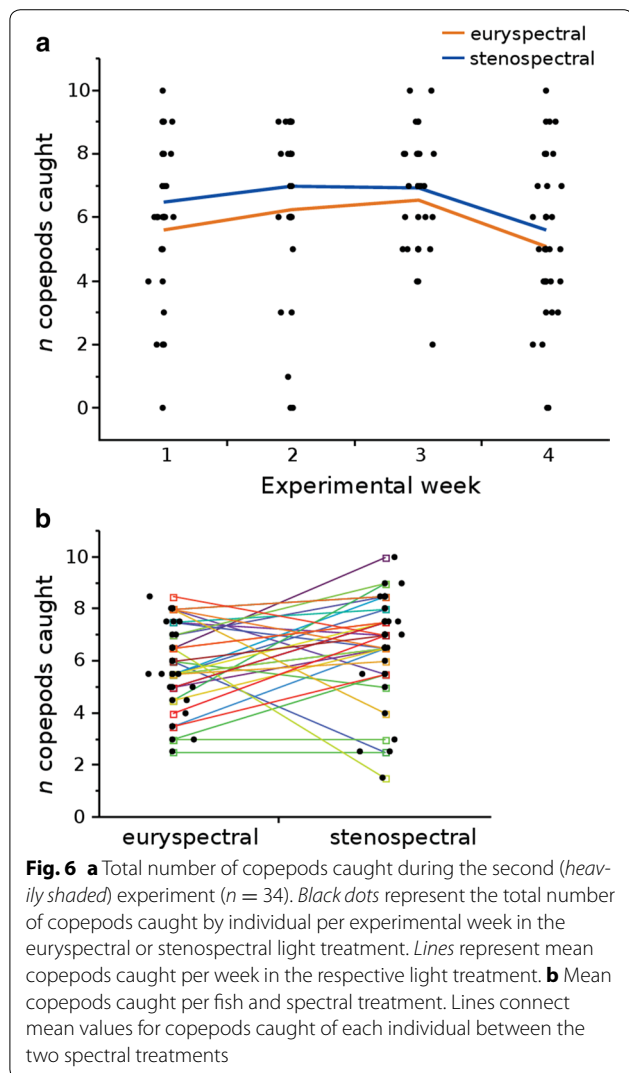 a
euryspectral
stenospectral
10
8
6
4
2
0
n copepods caught
1 2 3 4
Experimental week
b
10
8
6
4
2
0
n copepods caught
euryspectral stenospectral
Fig. 6 a Total number of copepods caught during the second (heav-
ily shaded) experiment (n = 34). Black dots represent the total number
of copepods caught by individual per experimental week in the
euryspectral or stenospectral light treatment. Lines represent mean
copepods caught per week in the respective light treatment. b Mean
copepods caught per fish and spectral treatment. Lines connect
mean values for copepods caught of each individual between the
two spectral treatments